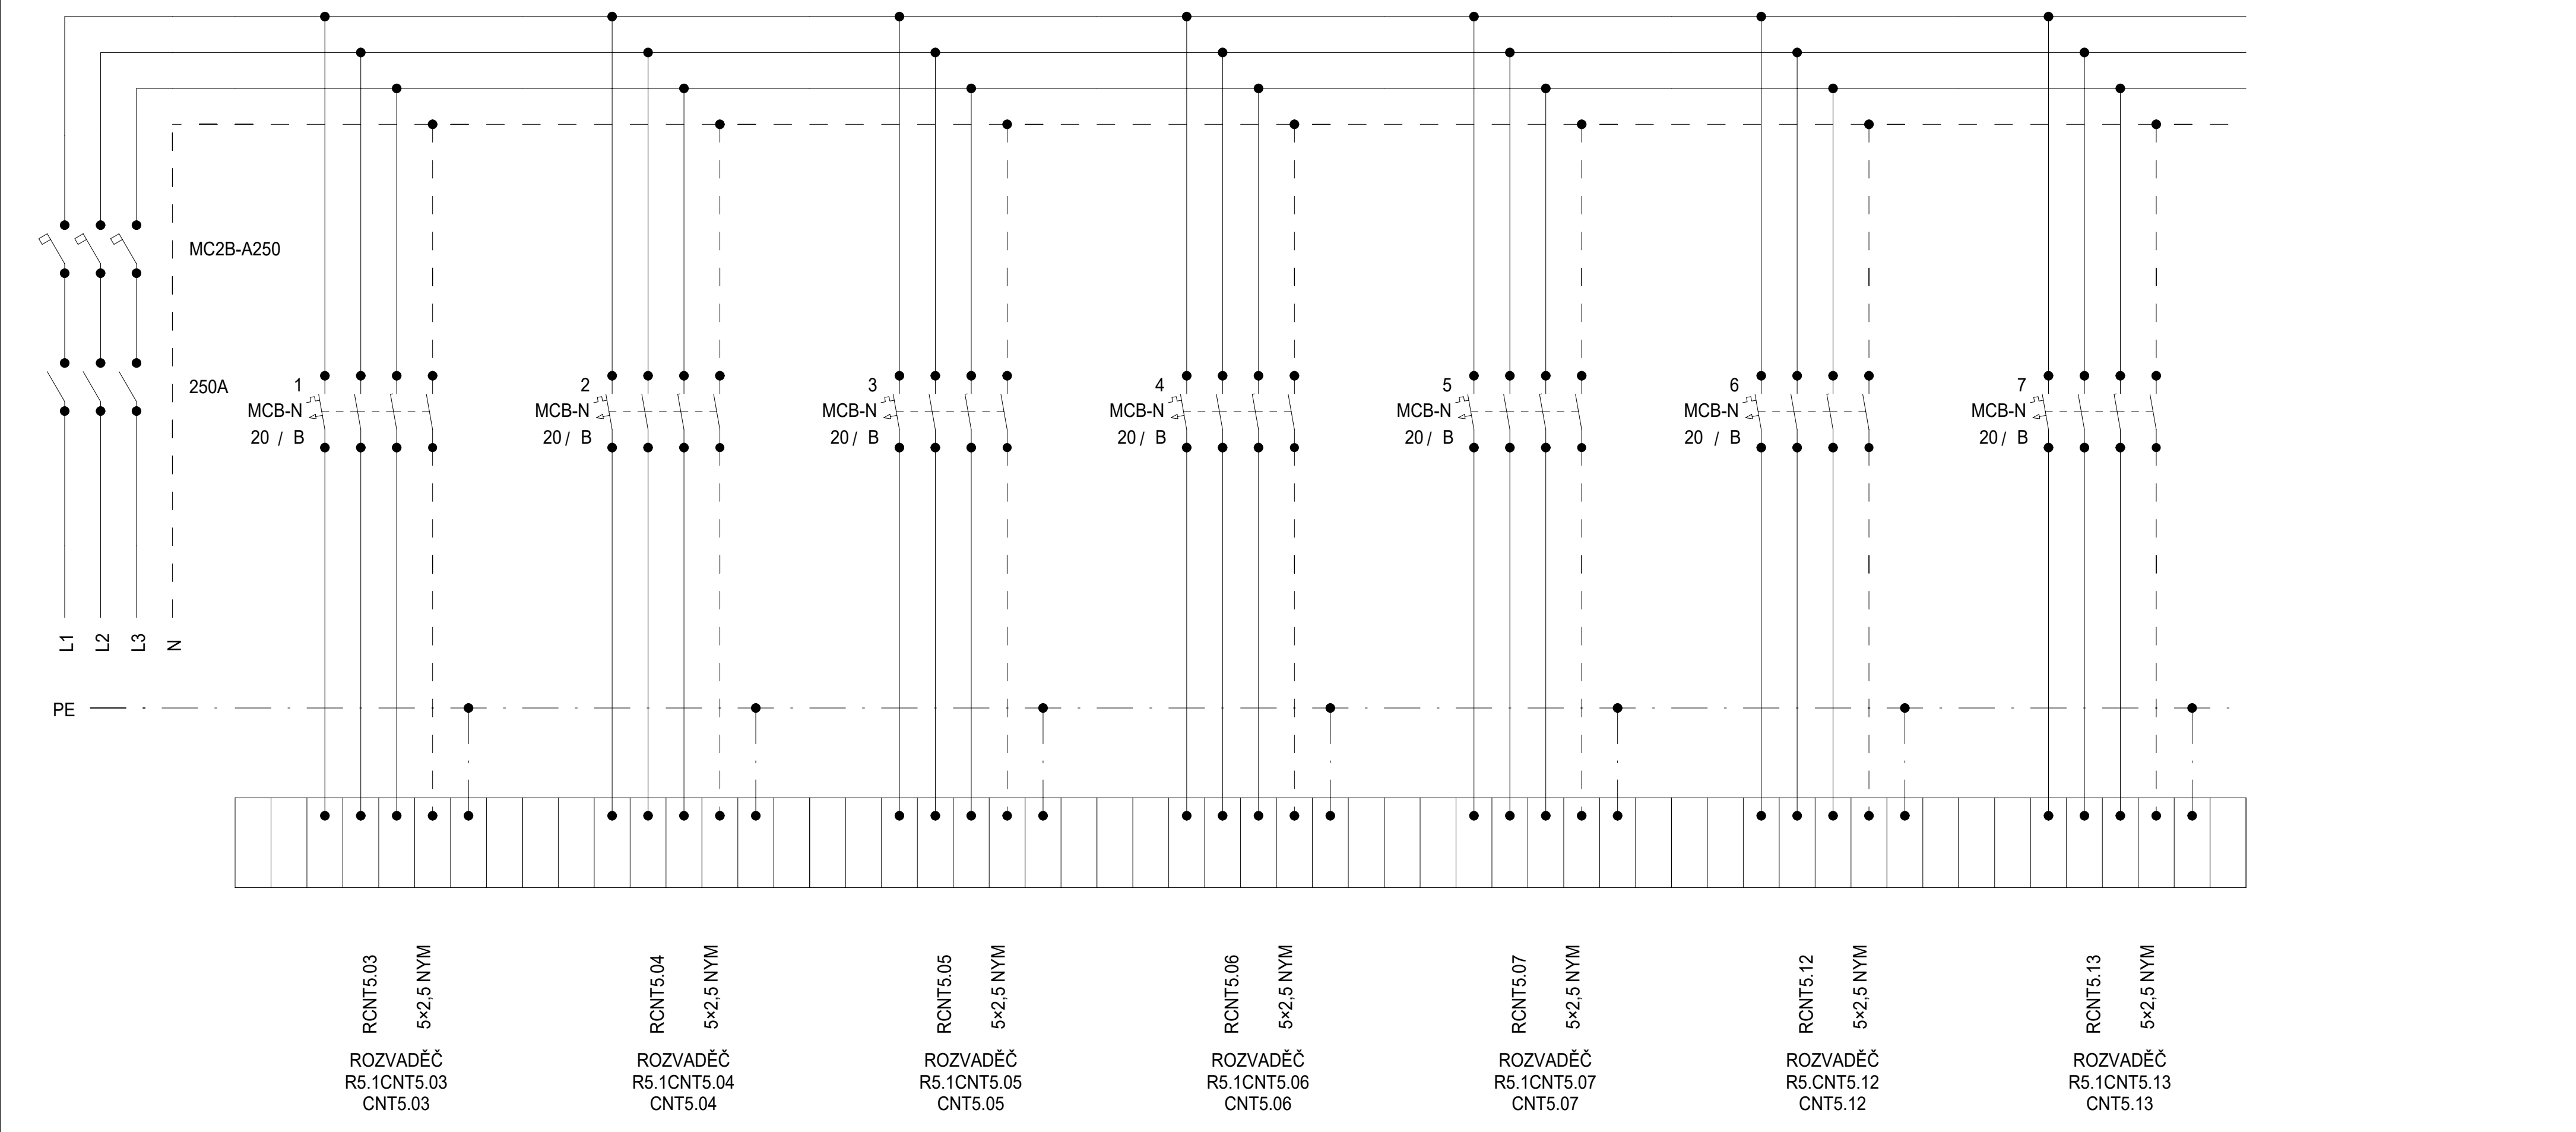 MC2B-A250
250A
1
MCB-N
20 / B
2
MCB-N
20 / B
3
MCB-N
20 / B
4
MCB-N
20 / B
5
MCB-N
20 / B
6
MCB-N
20 / B
7
MCB-N
20 / B
L1
L2
L3
N
PE
RCNT5.03
5×2,5 NYM
ROZVADĚČ
R5.1CNT5.03
CNT5.03
RCNT5.04
5×2,5 NYM
ROZVADĚČ
R5.1CNT5.04
CNT5.04
RCNT5.05
5×2,5 NYM
ROZVADĚČ
R5.1CNT5.05
CNT5.05
RCNT5.06
5×2,5 NYM
ROZVADĚČ
R5.1CNT5.06
CNT5.06
RCNT5.07
5×2,5 NYM
ROZVADĚČ
R5.1CNT5.07
CNT5.07
RCNT5.12
5×2,5 NYM
ROZVADĚČ
R5.CNT5.12
CNT5.12
RCNT5.13
5×2,5 NYM
ROZVADĚČ
R5.1CNT5.13
CNT5.13